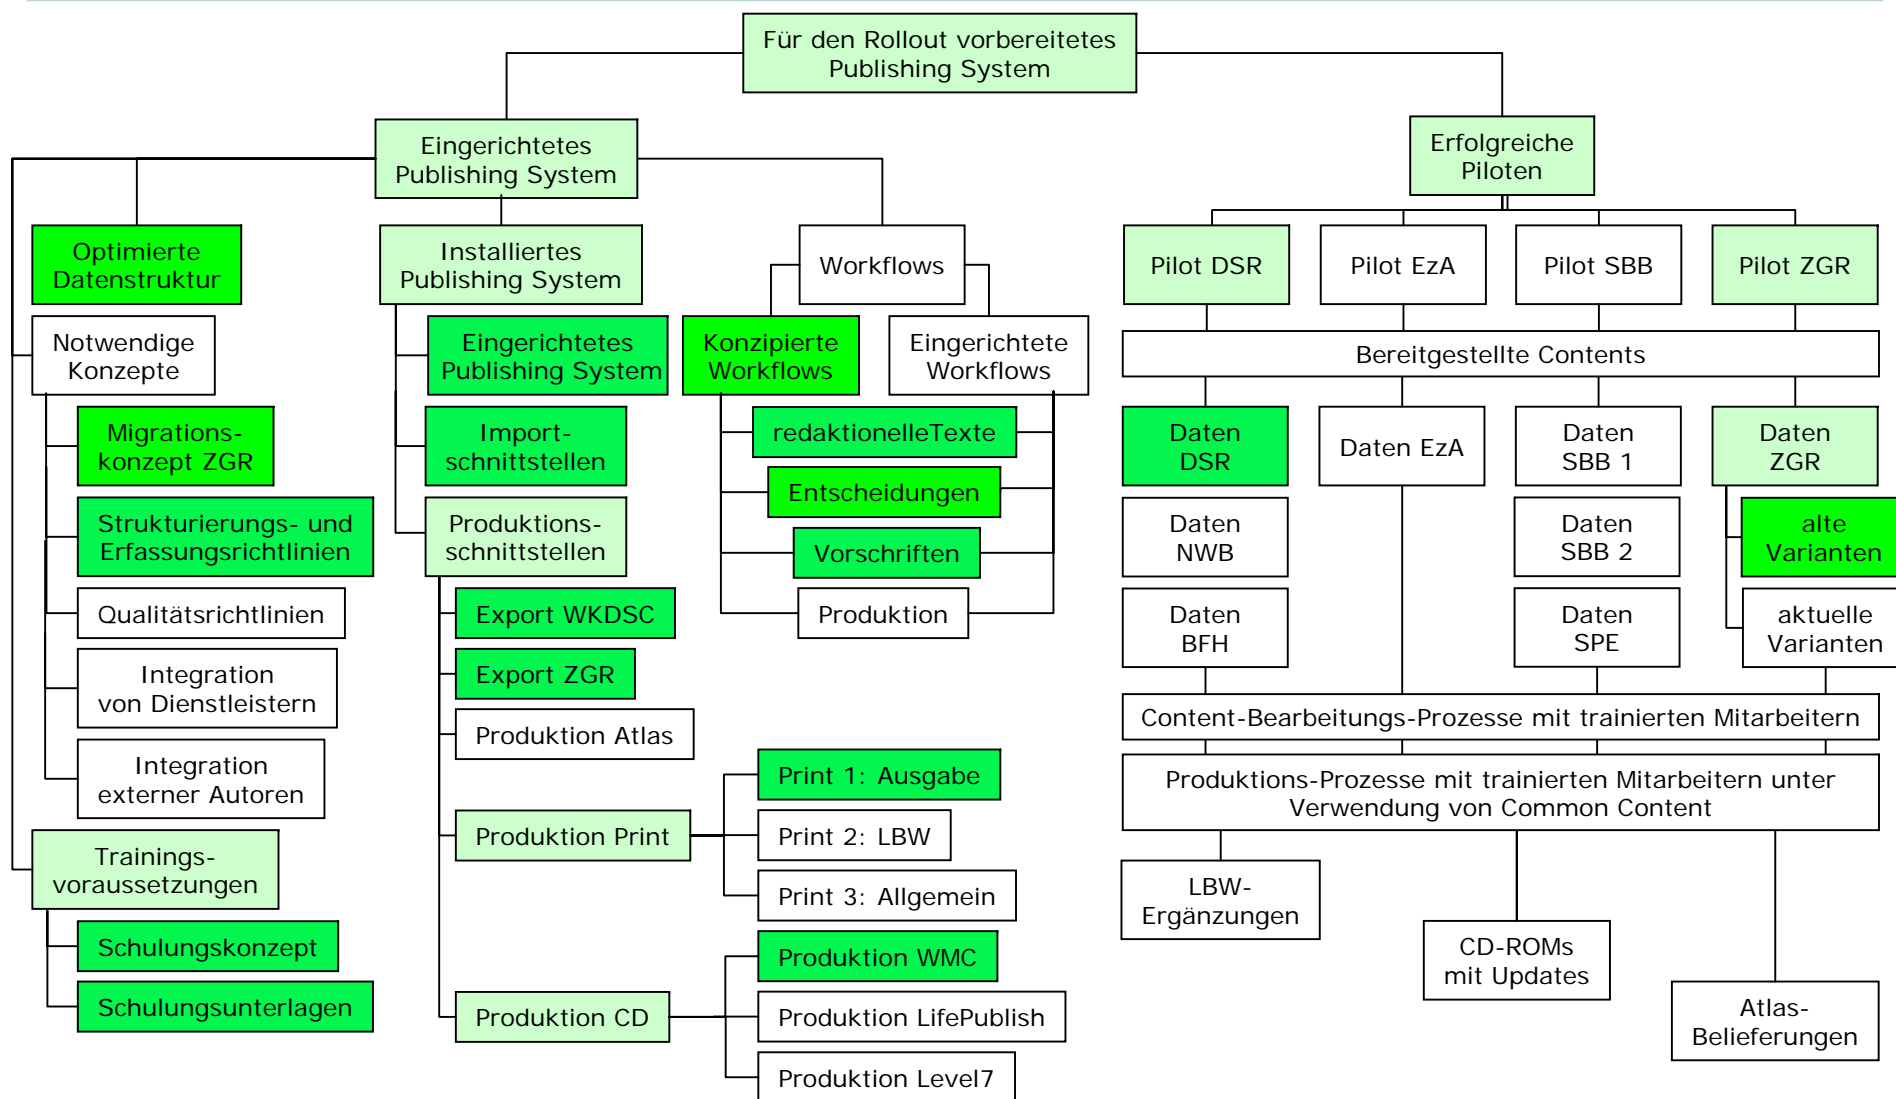 Für den Rollout vorbereitetes
Publishing System
Eingerichtetes
Publishing System
Erfolgreiche
Piloten
Optimierte
Datenstruktur
Notwendige
Konzepte
Migrations-
konzept ZGR
Strukturierungs- und
Erfassungsrichtlinien
Qualitätsrichtlinien
Integration
von Dienstleistern
Integration
externer Autoren
Trainings-
voraussetzungen
Schulungskonzept
Schulungsunterlagen
Installiertes
Publishing System
Eingerichtetes
Publishing System
Import-
schnittstellen
Produktions-
schnittstellen
Export WKDSC
Export ZGR
Produktion Atlas
Produktion Print
Print 1: Ausgabe
Print 2: LBW
Print 3: Allgemein
Produktion CD
Produktion WMC
Produktion LifePublish
Produktion Level7
Workflows
Konzipierte
Workflows
Eingerichtete
Workflows
redaktionelleTexte
Entscheidungen
Vorschriften
Produktion
Pilot DSR
Pilot EzA
Pilot SBB
Pilot ZGR
Bereitgestellte Contents
Daten
DSR
Daten EzA
Daten
SBB 1
Daten
ZGR
Daten
NWB
Daten
SBB 2
alte
Varianten
Daten
BFH
Daten
SPE
aktuelle
Varianten
Content-Bearbeitungs-Prozesse mit trainierten Mitarbeitern
Produktions-Prozesse mit trainierten Mitarbeitern unter
Verwendung von Common Content
LBW-
Ergänzungen
CD-ROMs
mit Updates
Atlas-
Belieferungen